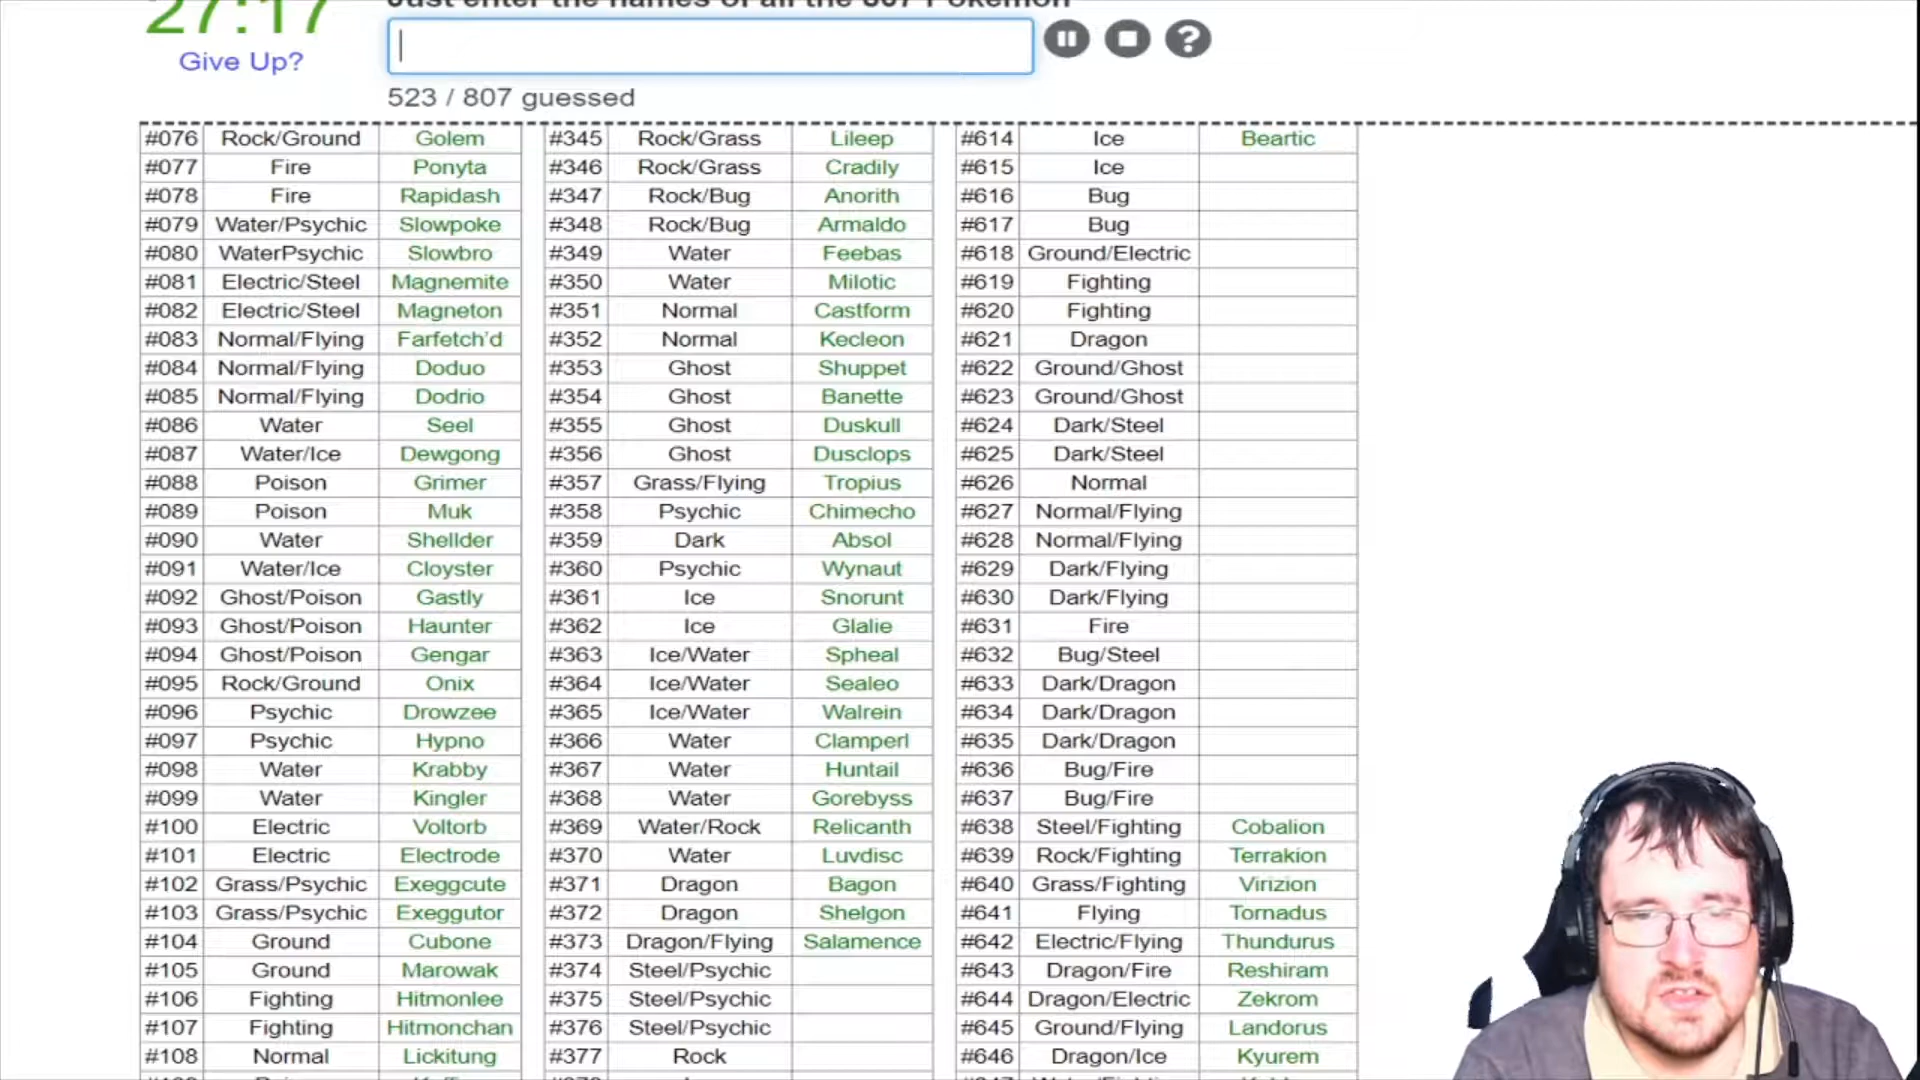 27:17
Just enter the names of all the 807 Pokemon
Give Up?
523 / 807 guessed
#076 Rock/Ground Golem #345 Rock/Grass Lileep #614 Ice Beartic
#077 Fire Ponyta #346 Rock/Grass Cradily #615 Ice
#078 Fire Rapidash #347 Rock/Bug Anorith #616 Bug
#079 Water/Psychic Slowpoke #348 Rock/Bug Armaldo #617 Bug
#080 WaterPsychic Slowbro #349 Water Feebas #618 Ground/Electric
#081 Electric/Steel Magnemite #350 Water Milotic #619 Fighting
#082 Electric/Steel Magneton #351 Normal Castform #620 Fighting
#083 Normal/Flying Farfetch'd #352 Normal Kecleon #621 Dragon
#084 Normal/Flying Doduo #353 Ghost Shuppet #622 Ground/Ghost
#085 Normal/Flying Dodrio #354 Ghost Banette #623 Ground/Ghost
#086 Water Seel #355 Ghost Duskull #624 Dark/Steel
#087 Water/Ice Dewgong #356 Ghost Dusclops #625 Dark/Steel
#088 Poison Grimer #357 Grass/Flying Tropius #626 Normal
#089 Poison Muk #358 Psychic Chimecho #627 Normal/Flying
#090 Water Shellder #359 Dark Absol #628 Normal/Flying
#091 Water/Ice Cloyster #360 Psychic Wynaut #629 Dark/Flying
#092 Ghost/Poison Gastly #361 Ice Snorunt #630 Dark/Flying
#093 Ghost/Poison Haunter #362 Ice Glalie #631 Fire
#094 Ghost/Poison Gengar #363 Ice/Water Spheal #632 Bug/Steel
#095 Rock/Ground Onix #364 Ice/Water Sealeo #633 Dark/Dragon
#096 Psychic Drowzee #365 Ice/Water Walrein #634 Dark/Dragon
#097 Psychic Hypno #366 Water Clamperl #635 Dark/Dragon
#098 Water Krabby #367 Water Huntail #636 Bug/Fire
#099 Water Kingler #368 Water Gorebyss #637 Bug/Fire
#100 Electric Voltorb #369 Water/Rock Relicanth #638 Steel/Fighting Cobalion
#101 Electric Electrode #370 Water Luvdisc #639 Rock/Fighting Terrakion
#102 Grass/Psychic Exeggcute #371 Dragon Bagon #640 Grass/Fighting Virizion
#103 Grass/Psychic Exeggutor #372 Dragon Shelgon #641 Flying Tornadus
#104 Ground Cubone #373 Dragon/Flying Salamence #642 Electric/Flying Thundurus
#105 Ground Marowak #374 Steel/Psychic #643 Dragon/Fire Reshiram
#106 Fighting Hitmonlee #375 Steel/Psychic #644 Dragon/Electric Zekrom
#107 Fighting Hitmonchan #376 Steel/Psychic #645 Ground/Flying Landorus
#108 Normal Lickitung #377 Rock #646 Dragon/Ice Kyurem